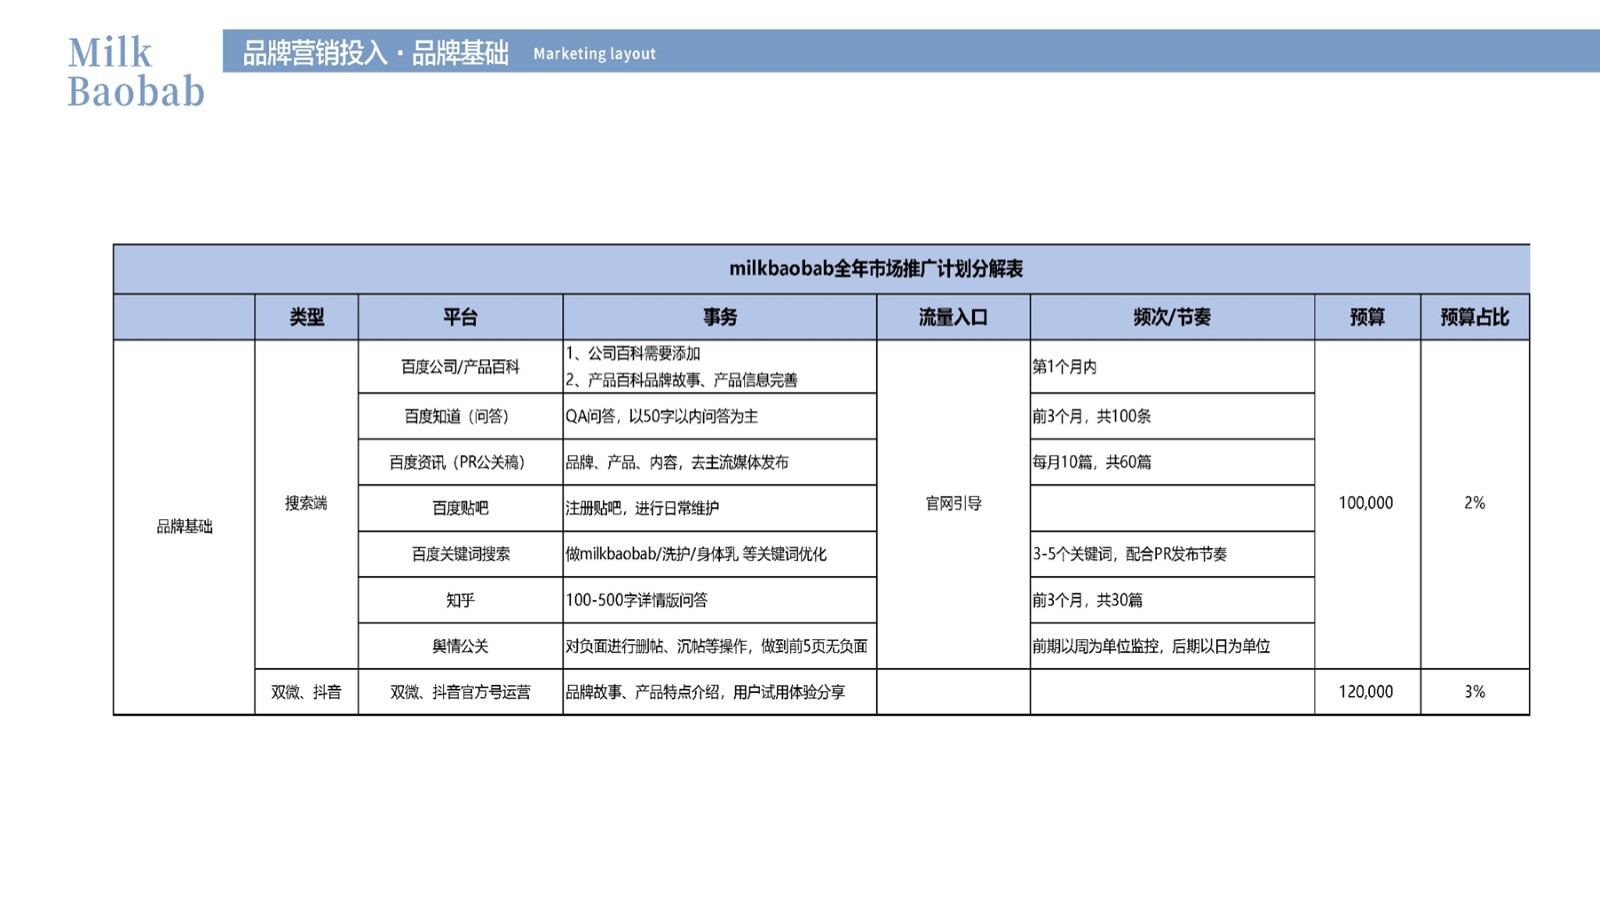 Milk
Baobab
品牌营销投入·品牌基础 Marketing layout
milkbaobab全年市场推广计划分解表
类型 平台 事务 流量入口 频次/节奏 预算 预算占比
品牌基础
搜索端
百度公司/产品百科
1、公司百科需要添加
2、产品百科品牌故事、产品信息完善
官网引导
第1个月内
100,000
2%
百度知道（问答） QA问答，以50字以内问答为主 前3个月，共100条
百度资讯（PR公关稿） 品牌、产品、内容，去主流媒体发布 每月10篇，共60篇
百度贴吧 注册贴吧，进行日常维护
百度关键词搜索 做milkbaobab/洗护/身体乳 等关键词优化 3-5个关键词，配合PR发布节奏
知乎 100-500字详情版问答 前3个月，共30篇
舆情公关 对负面进行删帖、沉帖等操作，做到前5页无负面 前期以周为单位监控，后期以日为单位
双微、抖音 双微、抖音官方号运营 品牌故事、产品特点介绍，用户试用体验分享 120,000 3%